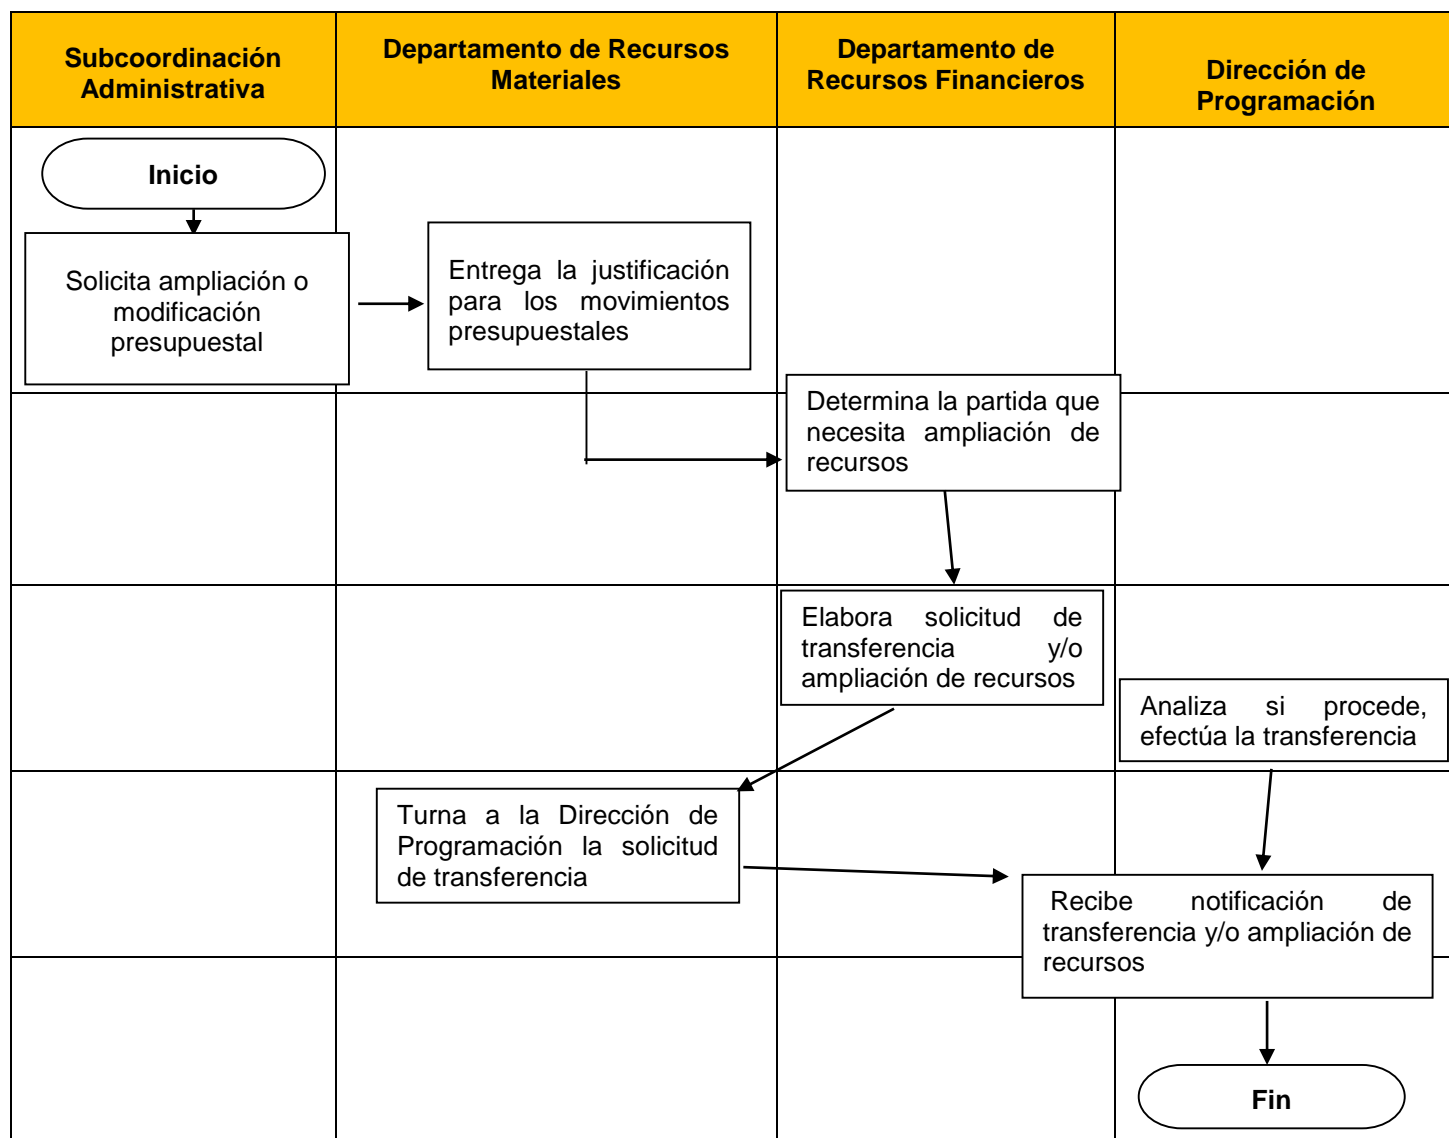 Subcoordinación
Administrativa
Departamento de Recursos
Materiales
Departamento de
Recursos Financieros
Dirección de
Programación
Inicio
Solicita ampliación o
modificación
presupuestal
Entrega la justificación
para los movimientos
presupuestales
Determina la partida que
necesita ampliación de
recursos
Elabora solicitud de
transferencia y/o
ampliación de recursos
Analiza si procede,
efectúa la transferencia
Turna a la Dirección de
Programación la solicitud
de transferencia
Recibe notificación de
transferencia y/o ampliación de
recursos
Fin